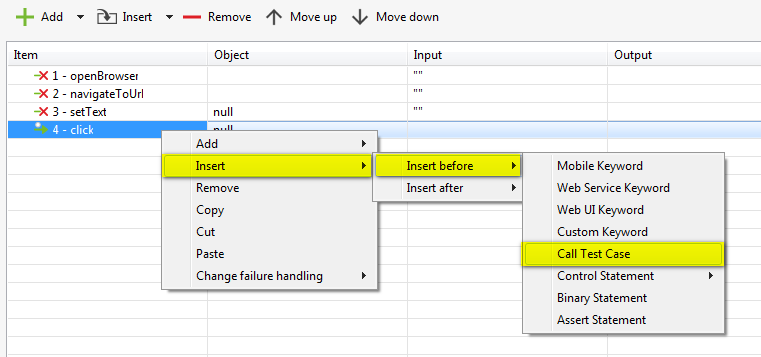 Add Insert Remove Move up Move down
Item Object Input Output
1 - openBrowser ""
2 - navigateToUrl ""
3 - setText null ""
4 - click null
Add
Insert
Remove
Copy
Cut
Paste
Change failure handling
Insert before
Insert after
Mobile Keyword
Web Service Keyword
Web UI Keyword
Custom Keyword
Call Test Case
Control Statement
Binary Statement
Assert Statement